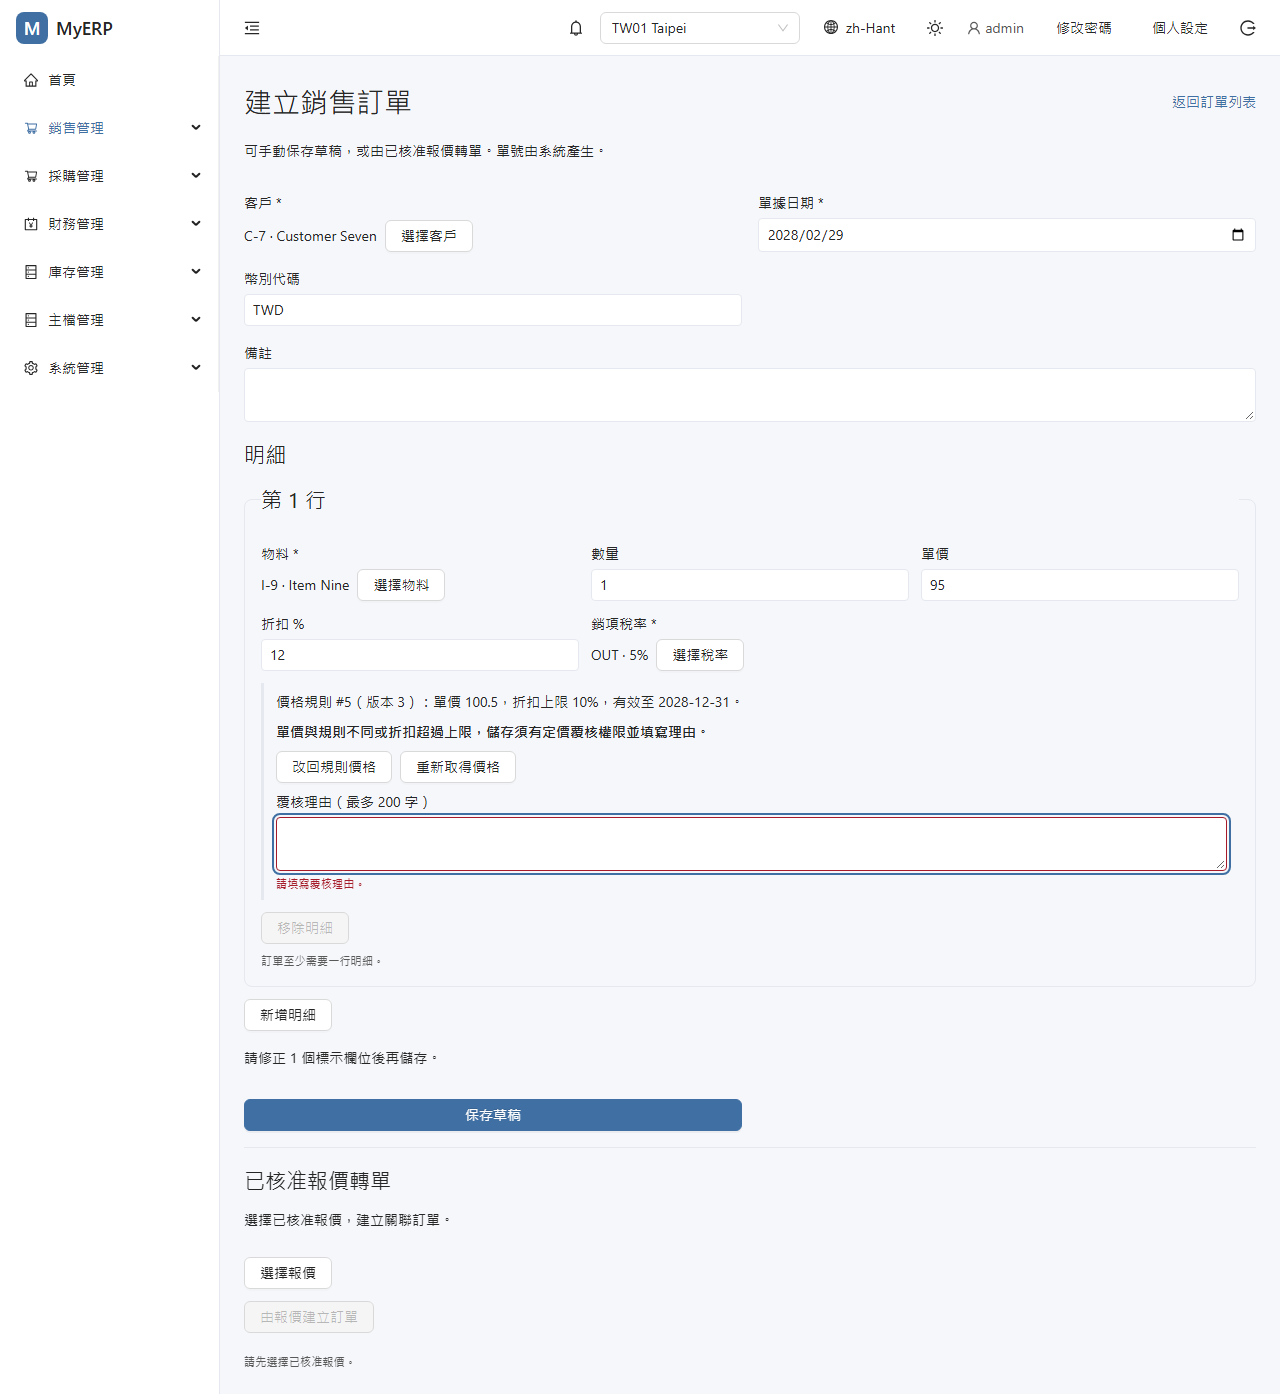 M MyERP
TW01 Taipei
zh-Hant
admin
修改密碼
個人設定
首頁
銷售管理
採購管理
財務管理
庫存管理
主檔管理
系統管理
建立銷售訂單
返回訂單列表
可手動保存草稿，或由已核准報價轉單。單號由系統產生。
客戶 *
單據日期 *
C-7 · Customer Seven
選擇客戶
2028/02/29
幣別代碼
TWD
備註
明細
第 1 行
物料 *
數量
單價
I-9 · Item Nine
選擇物料
1
95
折扣 %
銷項稅率 *
12
OUT · 5%
選擇稅率
價格規則 #5（版本 3）：單價 100.5，折扣上限 10%，有效至 2028-12-31。
單價與規則不同或折扣超過上限，儲存須有定價覆核權限並填寫理由。
改回規則價格
重新取得價格
覆核理由（最多 200 字）
請填寫覆核理由。
移除明細
訂單至少需要一行明細。
新增明細
請修正 1 個標示欄位後再儲存。
保存草稿
已核准報價轉單
選擇已核准報價，建立關聯訂單。
選擇報價
由報價建立訂單
請先選擇已核准報價。